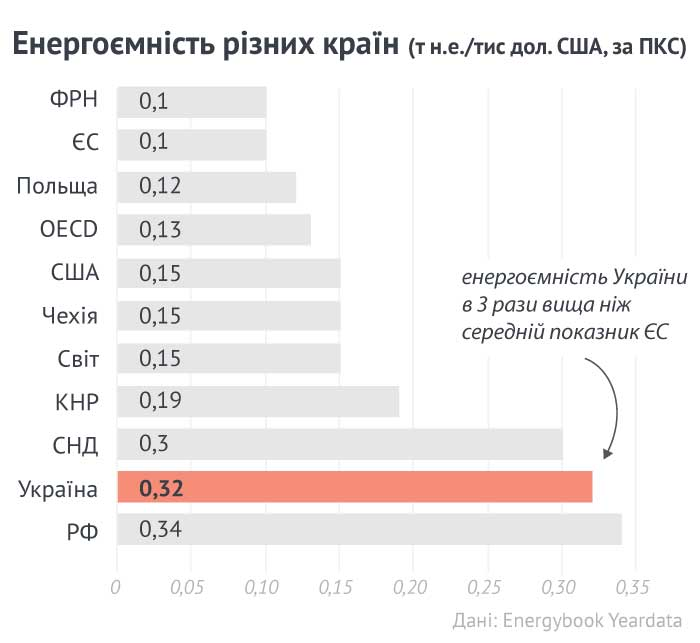 Енергоємність різних країн (т н.е./тис дол. США, за ПКС)
ФРН 0,1
ЄС 0,1
Польща 0,12
OECD 0,13
США 0,15
Чехія 0,15
Світ 0,15
КНР 0,19
СНД 0,3
Україна 0,32
РФ 0,34
енергоємність України
в 3 рази вища ніж
середній показник ЄС
0 0,05 0,10 0,15 0,20 0,25 0,30 0,35
Дані: Energybook Yeardata